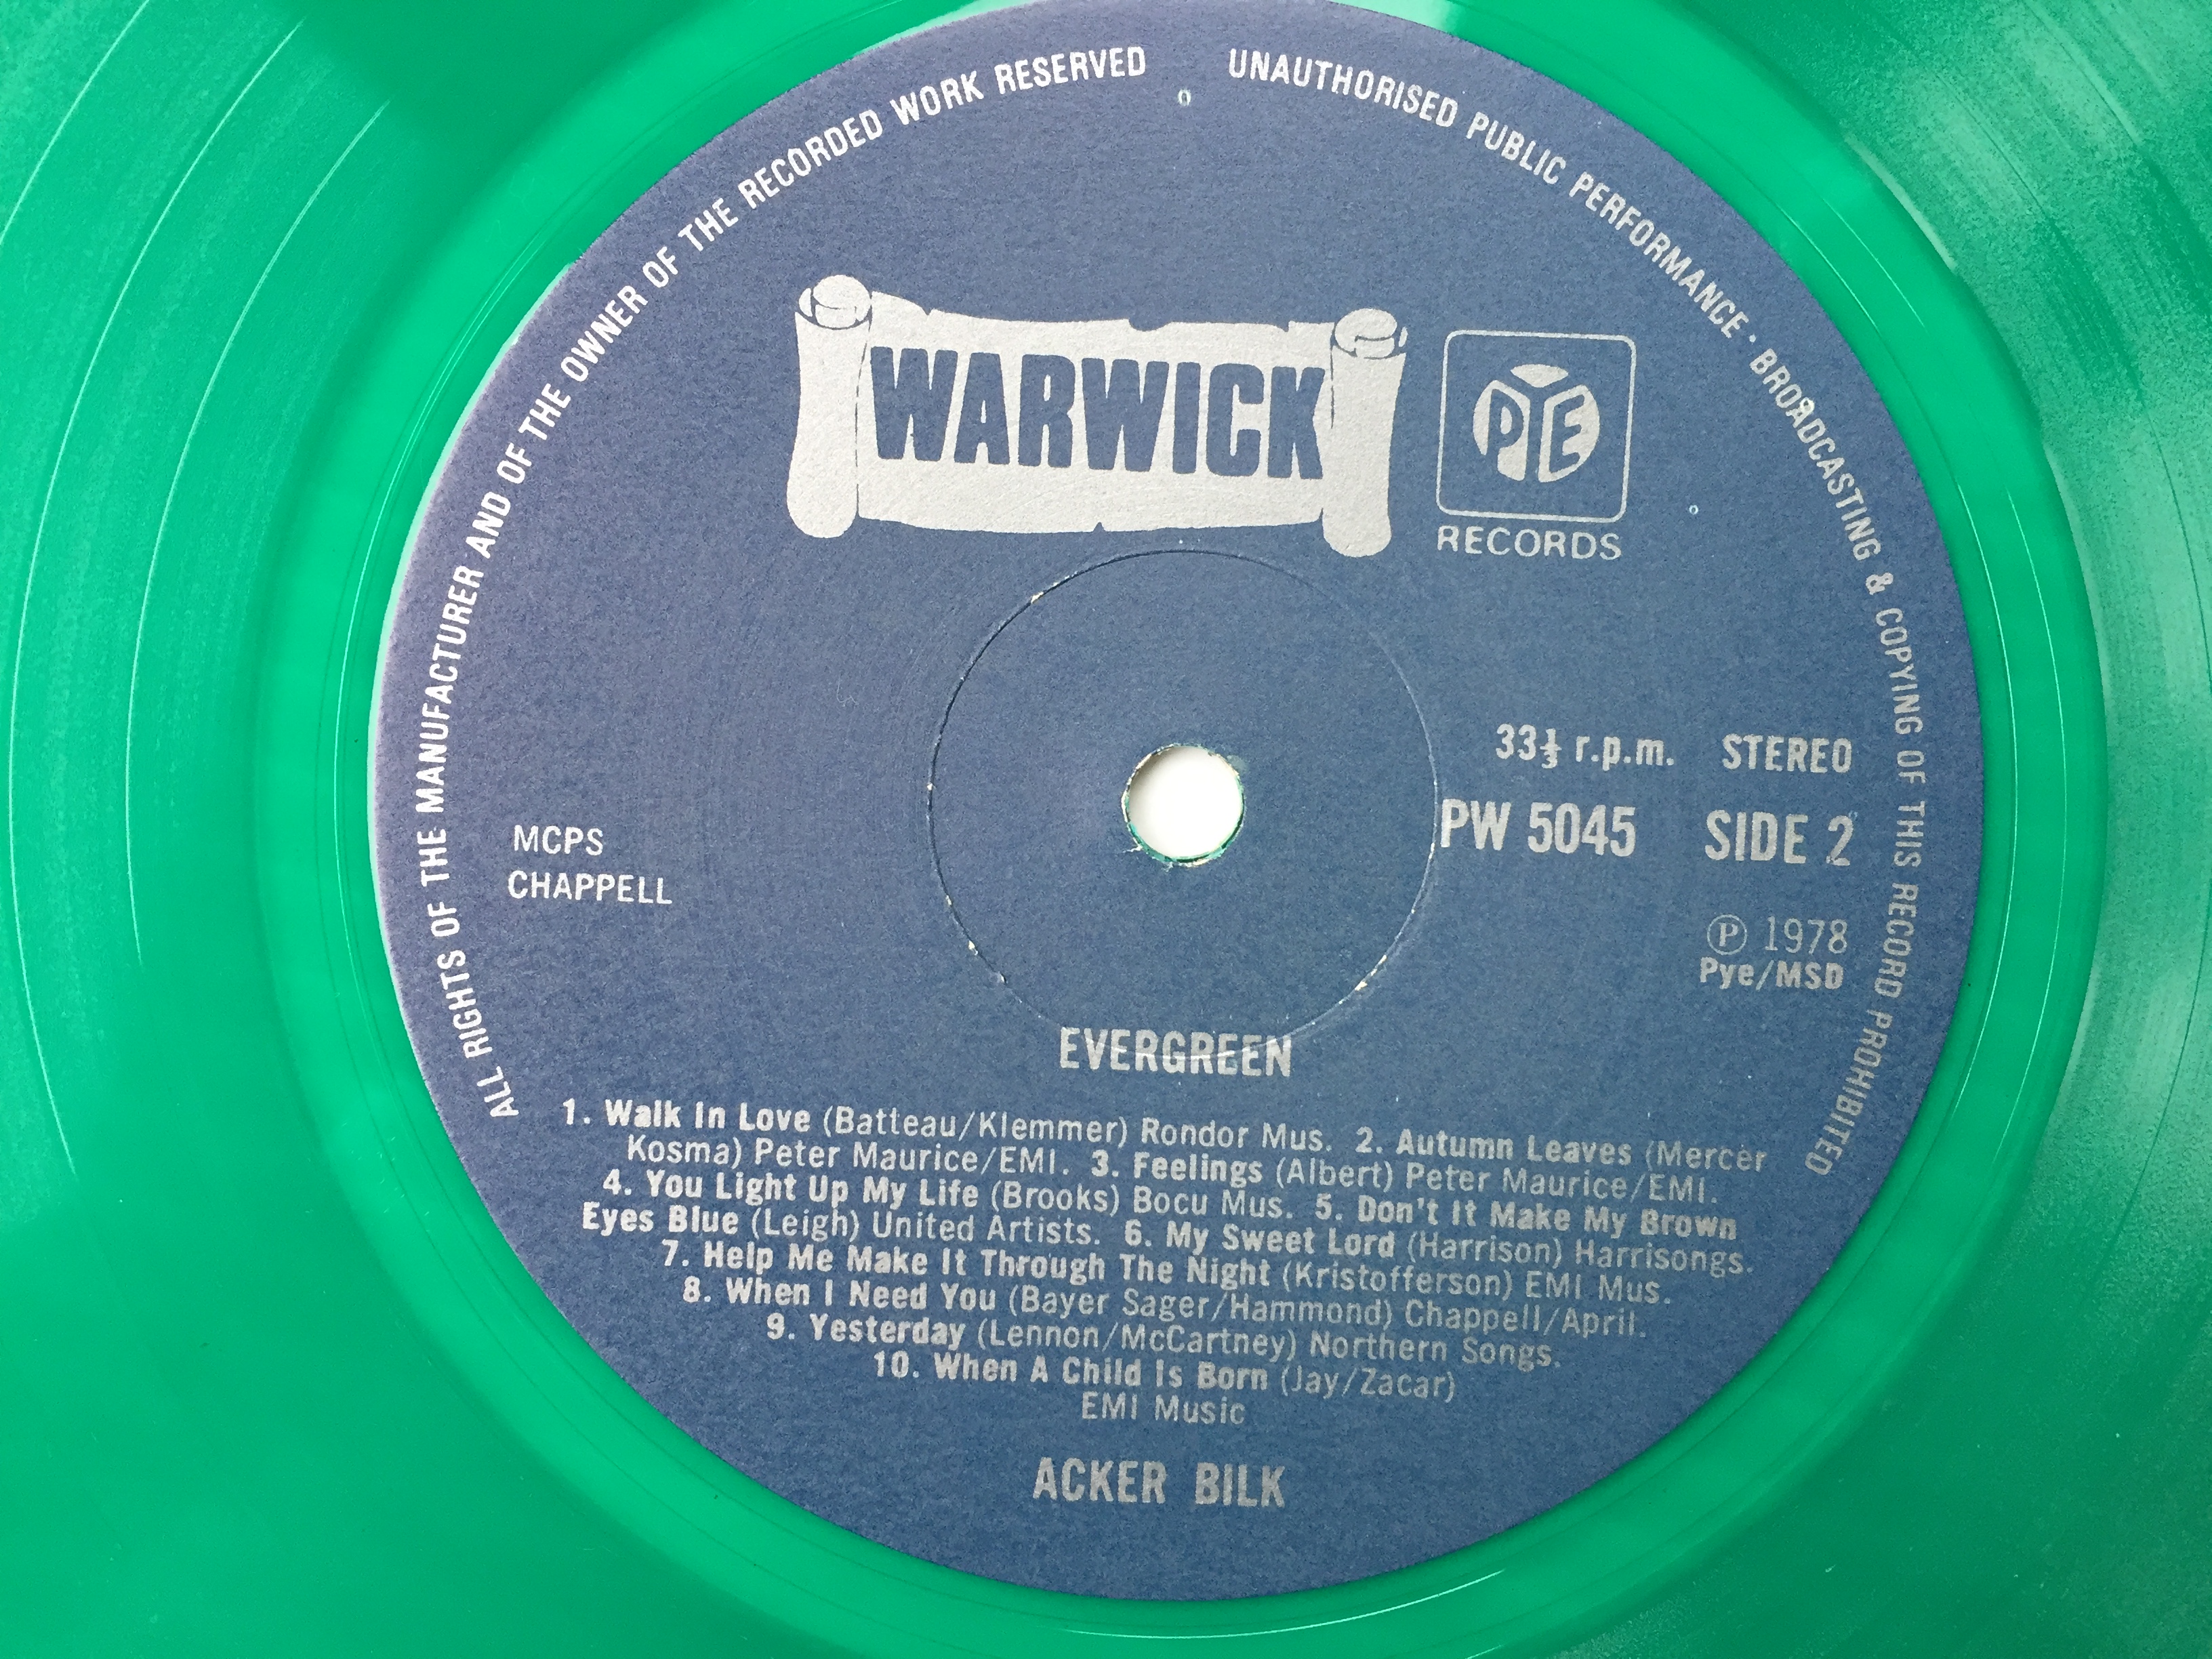 ALL RIGHTS OF THE MANUFACTURER AND OF THE OWNER OF THE RECORDED WORK RESERVED
UNAUTHORISED PUBLIC PERFORMANCE · BROADCASTING & COPYING OF THIS RECORD PROHIBITED
WARWICK
PYE
RECORDS
33⅓ r.p.m. STEREO
PW 5045 SIDE 2
MCPS
CHAPPELL
℗ 1978
Pye/MSD
EVERGREEN
1. Walk In Love (Batteau/Klemmer) Rondor Mus. 2. Autumn Leaves (Mercer
Kosma) Peter Maurice/EMI. 3. Feelings (Albert) Peter Maurice/EMI.
4. You Light Up My Life (Brooks) Bocu Mus. 5. Don't It Make My Brown
Eyes Blue (Leigh) United Artists. 6. My Sweet Lord (Harrison) Harrisongs.
7. Help Me Make It Through The Night (Kristofferson) EMI Mus.
8. When I Need You (Bayer Sager/Hammond) Chappell/April.
9. Yesterday (Lennon/McCartney) Northern Songs.
10. When A Child Is Born (Jay/Zacar)
EMI Music
ACKER BILK